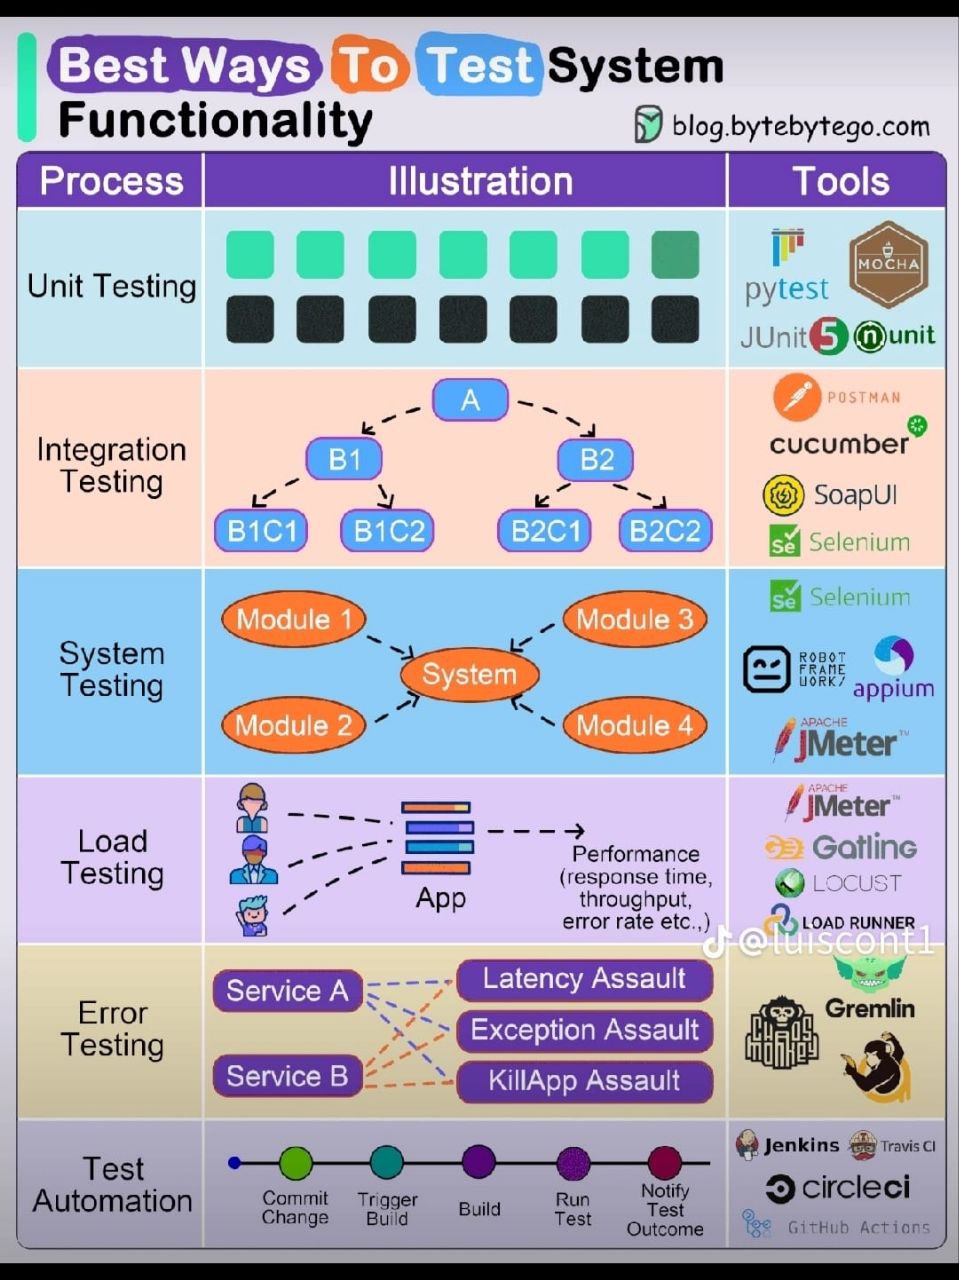 Best Ways To Test System
Functionality
blog.bytebytego.com
Process
Illustration
Tools
Unit Testing
pytest
MOCHA
JUnit 5
nunit
Integration
Testing
A
B1
B2
B1C1
B1C2
B2C1
B2C2
POSTMAN
cucumber
SoapUI
Se Selenium
System
Testing
Module 1
Module 3
System
Module 2
Module 4
Se Selenium
ROBOT
FRAME
WORK/
appium
APACHE
JMeter™
Load
Testing
App
Performance
(response time,
throughput,
error rate etc.,)
APACHE
JMeter™
Gatling
LOCUST
LOAD RUNNER
@luiscont1
Error
Testing
Service A
Service B
Latency Assault
Exception Assault
KillApp Assault
Gremlin
CHAOS
MONKEY
Test
Automation
Commit
Change
Trigger
Build
Build
Run
Test
Notify
Test
Outcome
Jenkins
Travis CI
circleci
GitHub Actions